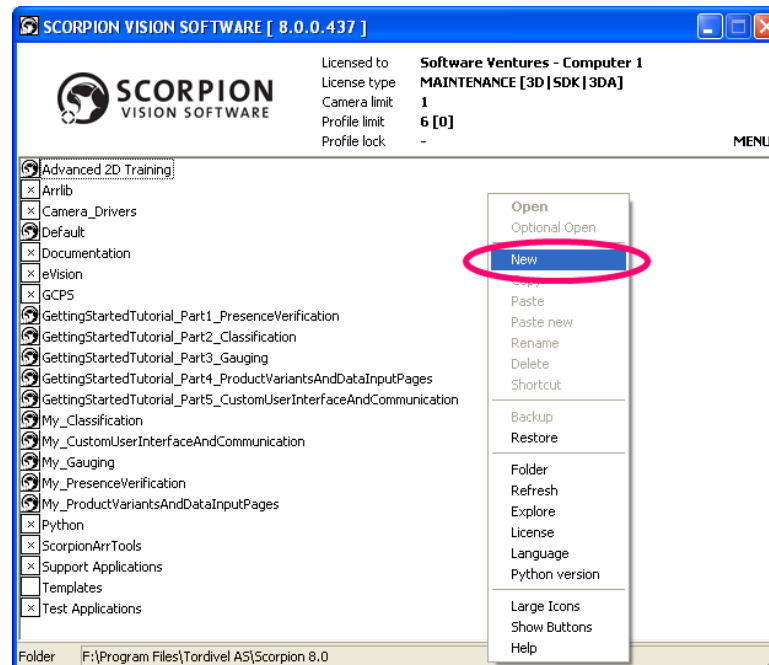 SCORPION VISION SOFTWARE [ 8.0.0.437 ]
SCORPION
VISION SOFTWARE
Licensed to Software Ventures - Computer 1
License type MAINTENANCE [3D|SDK|3DA]
Camera limit 1
Profile limit 6 [0]
Profile lock -
MENU
Advanced 2D Training
Arrlib
Camera_Drivers
Default
Documentation
eVision
GCPS
GettingStartedTutorial_Part1_PresenceVerification
GettingStartedTutorial_Part2_Classification
GettingStartedTutorial_Part3_Gauging
GettingStartedTutorial_Part4_ProductVariantsAndDataInputPages
GettingStartedTutorial_Part5_CustomUserInterfaceAndCommunication
My_Classification
My_CustomUserInterfaceAndCommunication
My_Gauging
My_PresenceVerification
My_ProductVariantsAndDataInputPages
Python
ScorpionArrTools
Support Applications
Templates
Test Applications
Open
Optional Open
New
Copy
Paste
Paste new
Rename
Delete
Shortcut
Backup
Restore
Folder
Refresh
Explore
License
Language
Python version
Large Icons
Show Buttons
Help
Folder F:\Program Files\Tordivel AS\Scorpion 8.0